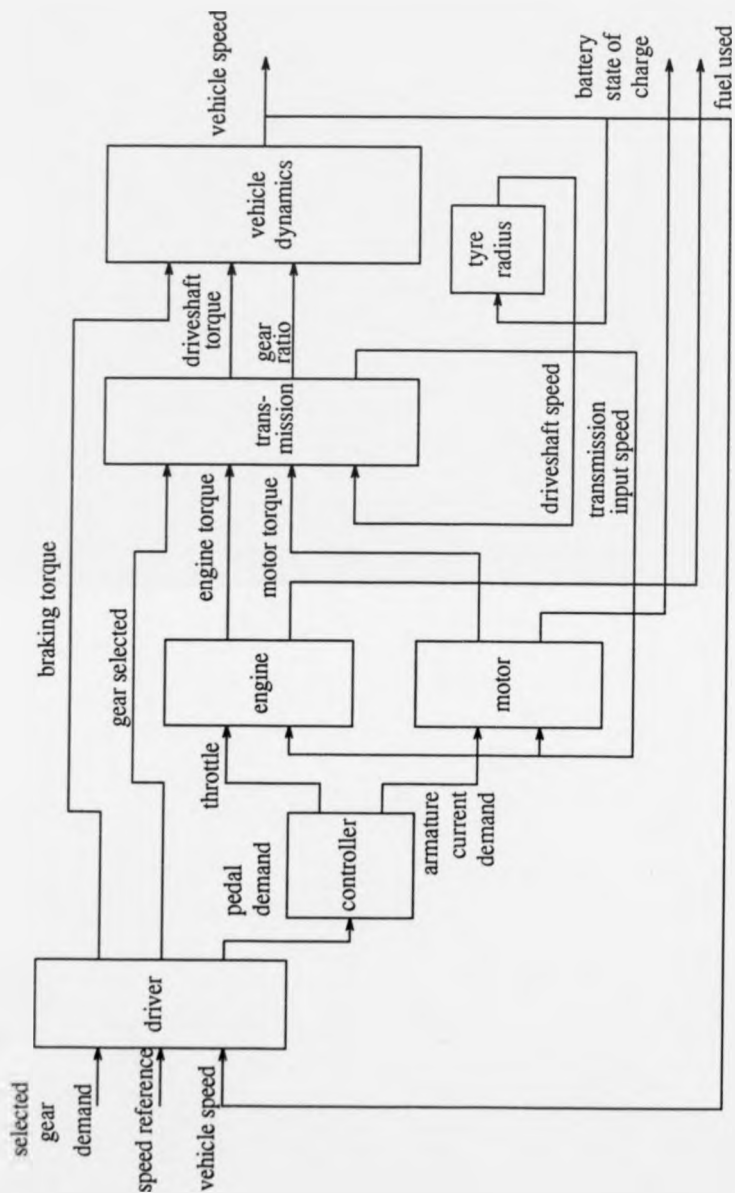 selected
gear
demand
speed reference
vehicle speed
driver
braking torque
gear selected
pedal
demand
controller
throttle
armature
current
demand
engine
motor
engine torque
motor torque
trans-
mission
driveshaft
torque
gear
ratio
driveshaft speed
transmission
input speed
vehicle
dynamics
tyre
radius
vehicle speed
battery
state of
charge
fuel used